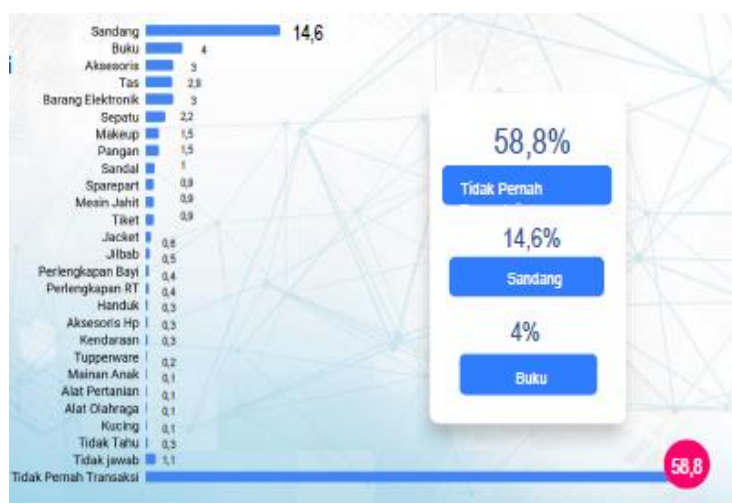 Sandang 14,6
Buku 4
Aksesoris 3
Tas 2,8
Barang Elektronik 3
Sepatu 2,2
Makeup 1,5
Pangan 1,5
Sandal 1
Sparepart 0,9
Mesin Jahit 0,9
Tiket 0,9
Jacket 0,6
Jilbab 0,5
Perlengkapan Bayi 0,4
Perlengkapan RT 0,4
Handuk 0,3
Aksesoris Hp 0,3
Kendaraan 0,3
Tupperware 0,2
Mainan Anak 0,1
Alat Pertanian 0,1
Alat Olahraga 0,1
Kucing 0,1
Tidak Tahu 0,3
Tidak jawab 1,1
Tidak Pernah Transaksi 58,8
58,8%
Tidak Pernah
14,6%
Sandang
4%
Buku